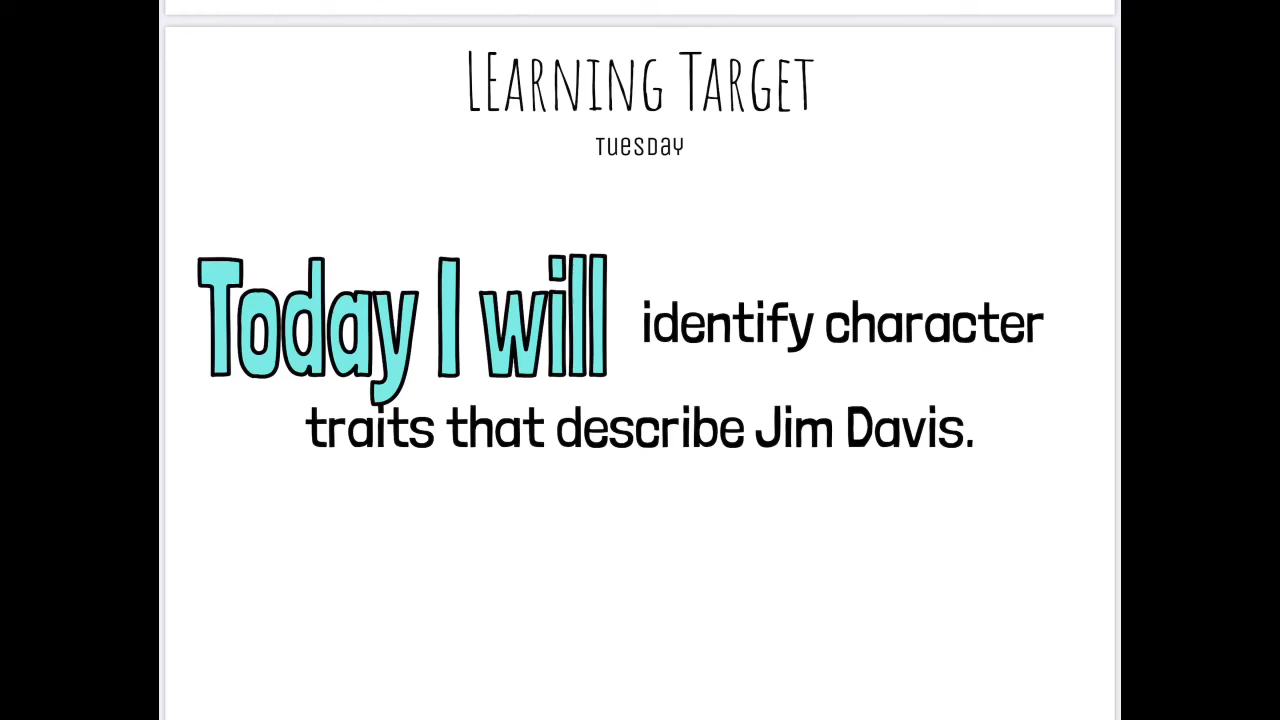 Learning Target
Tuesday
Today I will identify character
traits that describe Jim Davis.